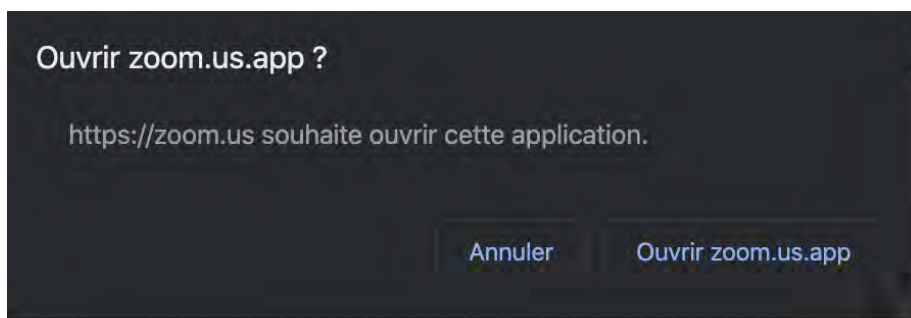 Ouvrir zoom.us.app ?
https://zoom.us souhaite ouvrir cette application.
Annuler
Ouvrir zoom.us.app